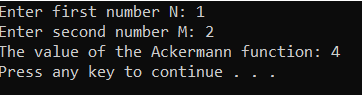 Enter first number N: 1
Enter second number M: 2
The value of the Ackermann function: 4
Press any key to continue . . .